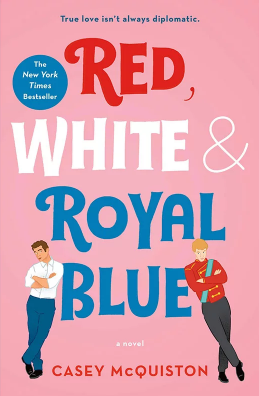 True love isn't always diplomatic.
The
New York
Times
Bestseller
RED,
WHITE &
ROYAL
BLUE
a novel
CASEY McQUISTON